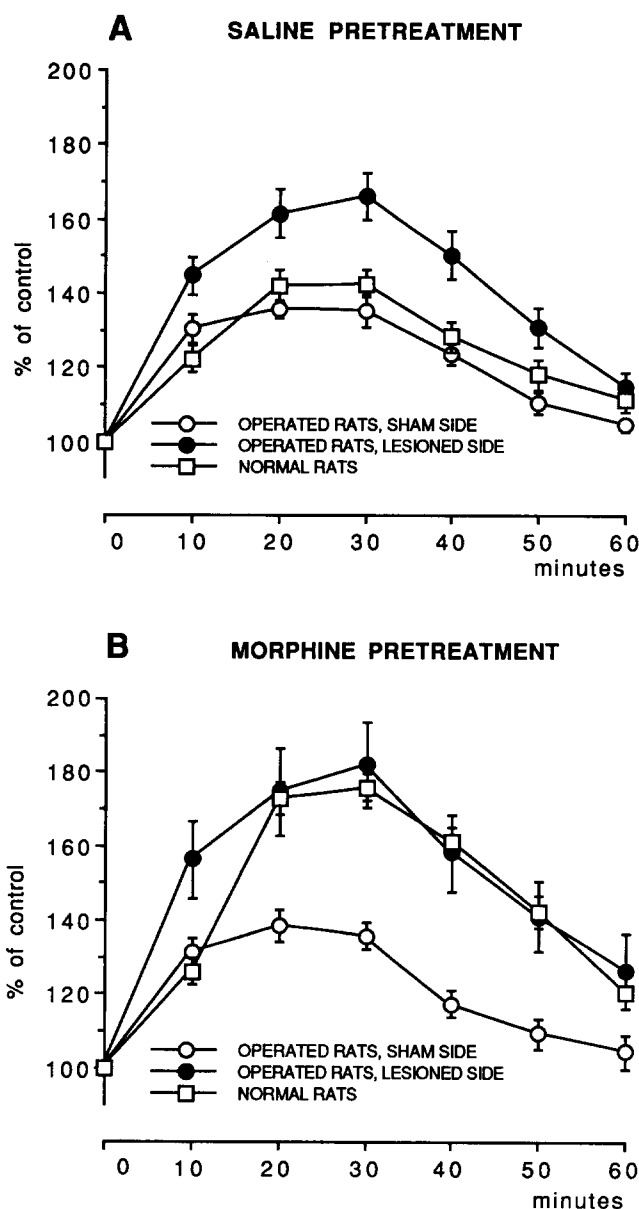 A SALINE PRETREATMENT
200
180
160
140
120
100
% of control
OPERATED RATS, SHAM SIDE
OPERATED RATS, LESIONED SIDE
NORMAL RATS
0 10 20 30 40 50 60
minutes
B MORPHINE PRETREATMENT
200
180
160
140
120
100
% of control
OPERATED RATS, SHAM SIDE
OPERATED RATS, LESIONED SIDE
NORMAL RATS
0 10 20 30 40 50 60
minutes